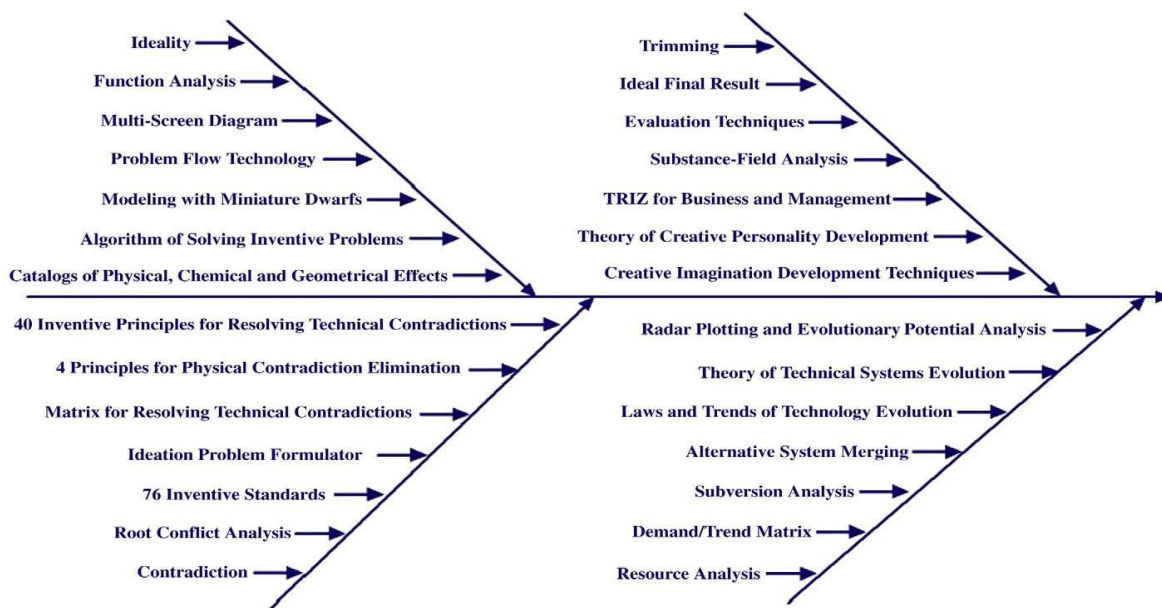 Ideality
Function Analysis
Multi-Screen Diagram
Problem Flow Technology
Modeling with Miniature Dwarfs
Algorithm of Solving Inventive Problems
Catalogs of Physical, Chemical and Geometrical Effects
Trimming
Ideal Final Result
Evaluation Techniques
Substance-Field Analysis
TRIZ for Business and Management
Theory of Creative Personality Development
Creative Imagination Development Techniques
40 Inventive Principles for Resolving Technical Contradictions
4 Principles for Physical Contradiction Elimination
Matrix for Resolving Technical Contradictions
Ideation Problem Formulator
76 Inventive Standards
Root Conflict Analysis
Contradiction
Radar Plotting and Evolutionary Potential Analysis
Theory of Technical Systems Evolution
Laws and Trends of Technology Evolution
Alternative System Merging
Subversion Analysis
Demand/Trend Matrix
Resource Analysis